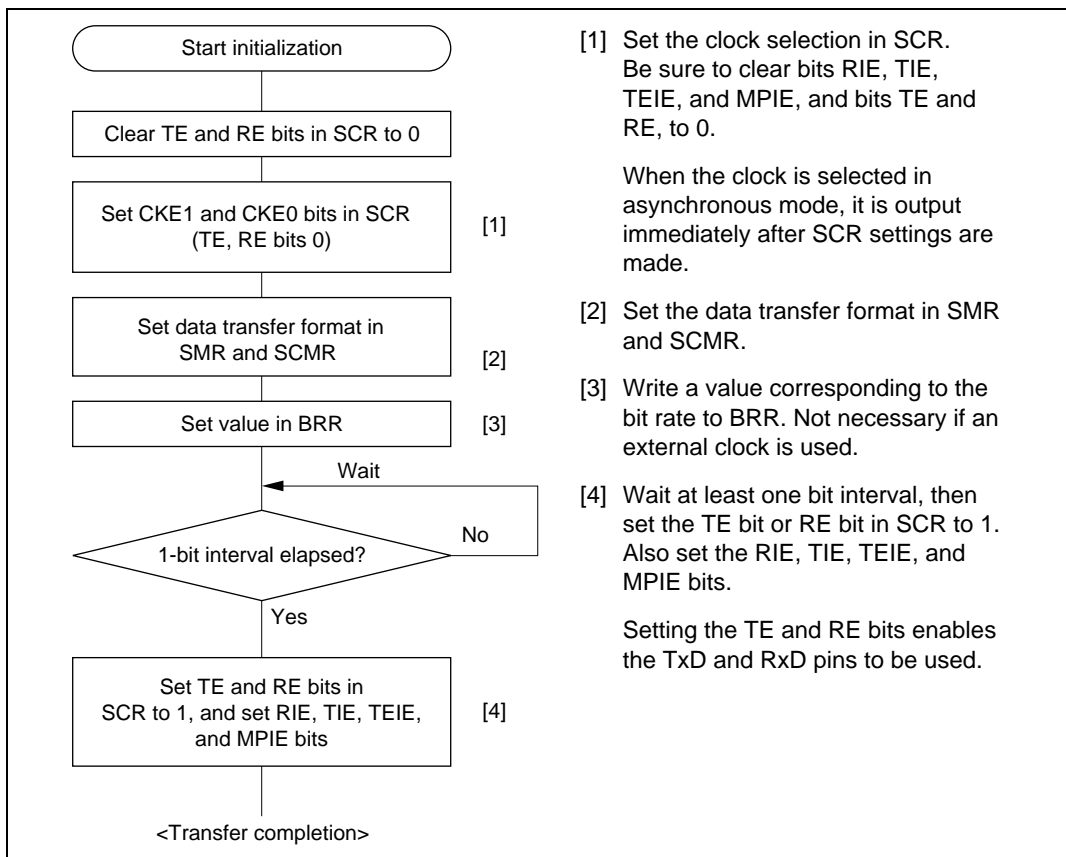 Start initialization
Clear TE and RE bits in SCR to 0
Set CKE1 and CKE0 bits in SCR
(TE, RE bits 0)
[1]
Set data transfer format in
SMR and SCMR
[2]
Set value in BRR
[3]
Wait
1-bit interval elapsed?
No
Yes
Set TE and RE bits in
SCR to 1, and set RIE, TIE, TEIE,
and MPIE bits
[4]
<Transfer completion>
[1] Set the clock selection in SCR.
Be sure to clear bits RIE, TIE,
TEIE, and MPIE, and bits TE and
RE, to 0.
When the clock is selected in
asynchronous mode, it is output
immediately after SCR settings are
made.
[2] Set the data transfer format in SMR
and SCMR.
[3] Write a value corresponding to the
bit rate to BRR. Not necessary if an
external clock is used.
[4] Wait at least one bit interval, then
set the TE bit or RE bit in SCR to 1.
Also set the RIE, TIE, TEIE, and
MPIE bits.
Setting the TE and RE bits enables
the TxD and RxD pins to be used.